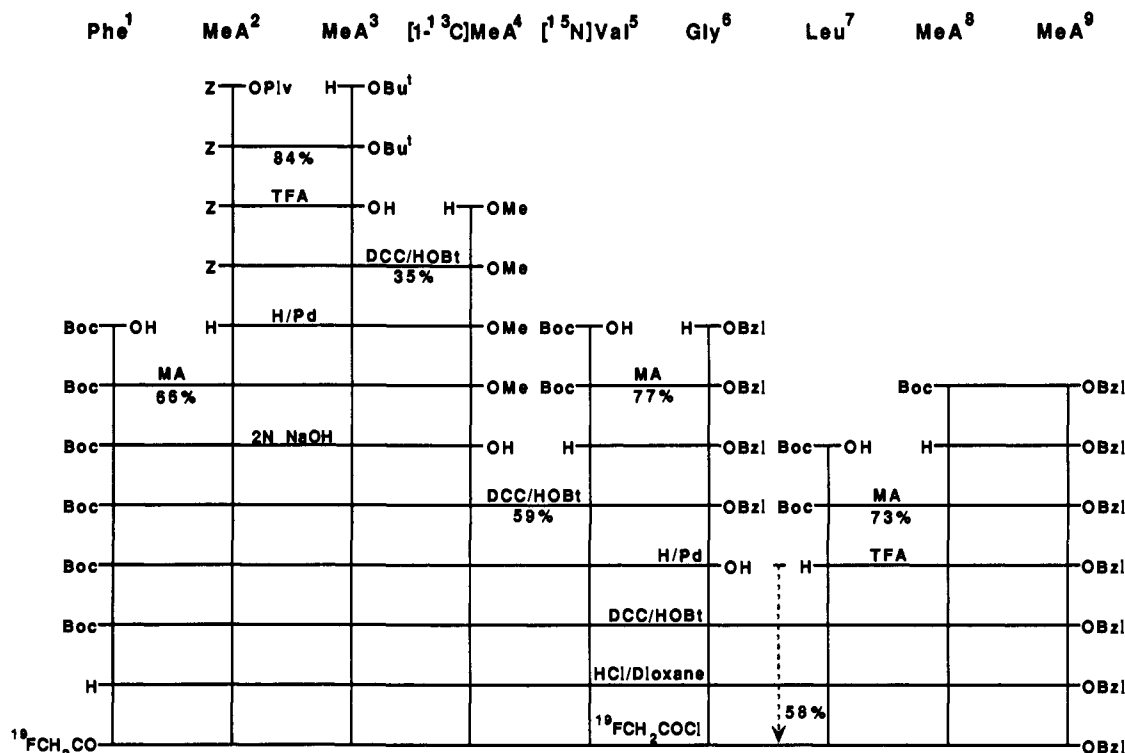 Phe¹ MeA² MeA³ [1-¹³C]MeA⁴ [¹⁵N]Val⁵ Gly⁶ Leu⁷ MeA⁸ MeA⁹
Z OPiv H OBuᵗ
Z 84% OBuᵗ
Z TFA OH H OMe
Z DCC/HOBt 35% OMe
Boc OH H H/Pd OMe Boc OH H OBzl
Boc MA 66% OMe Boc MA 77% OBzl Boc OBzl
Boc 2N NaOH OH H OBzl Boc OH H OBzl
Boc DCC/HOBt 59% OBzl Boc MA 73% OBzl
Boc H/Pd OH H TFA OBzl
Boc DCC/HOBt OBzl
H HCl/Dioxane OBzl
58%
¹⁹FCH₂CO ¹⁹FCH₂COCl OBzl